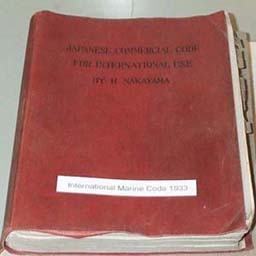 JAPANESE COMMERCIAL CODE
FOR INTERNATIONAL USE
BY H. NAKAYAMA
International Marine Code 1933